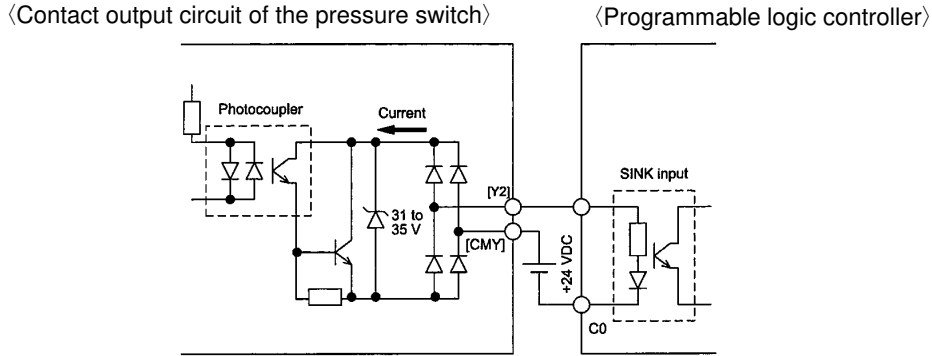 〈Contact output circuit of the pressure switch〉
〈Programmable logic controller〉
Photocoupler
Current
SINK input
[Y2]
31 to
35 V
[CMY]
+24 VDC
C0